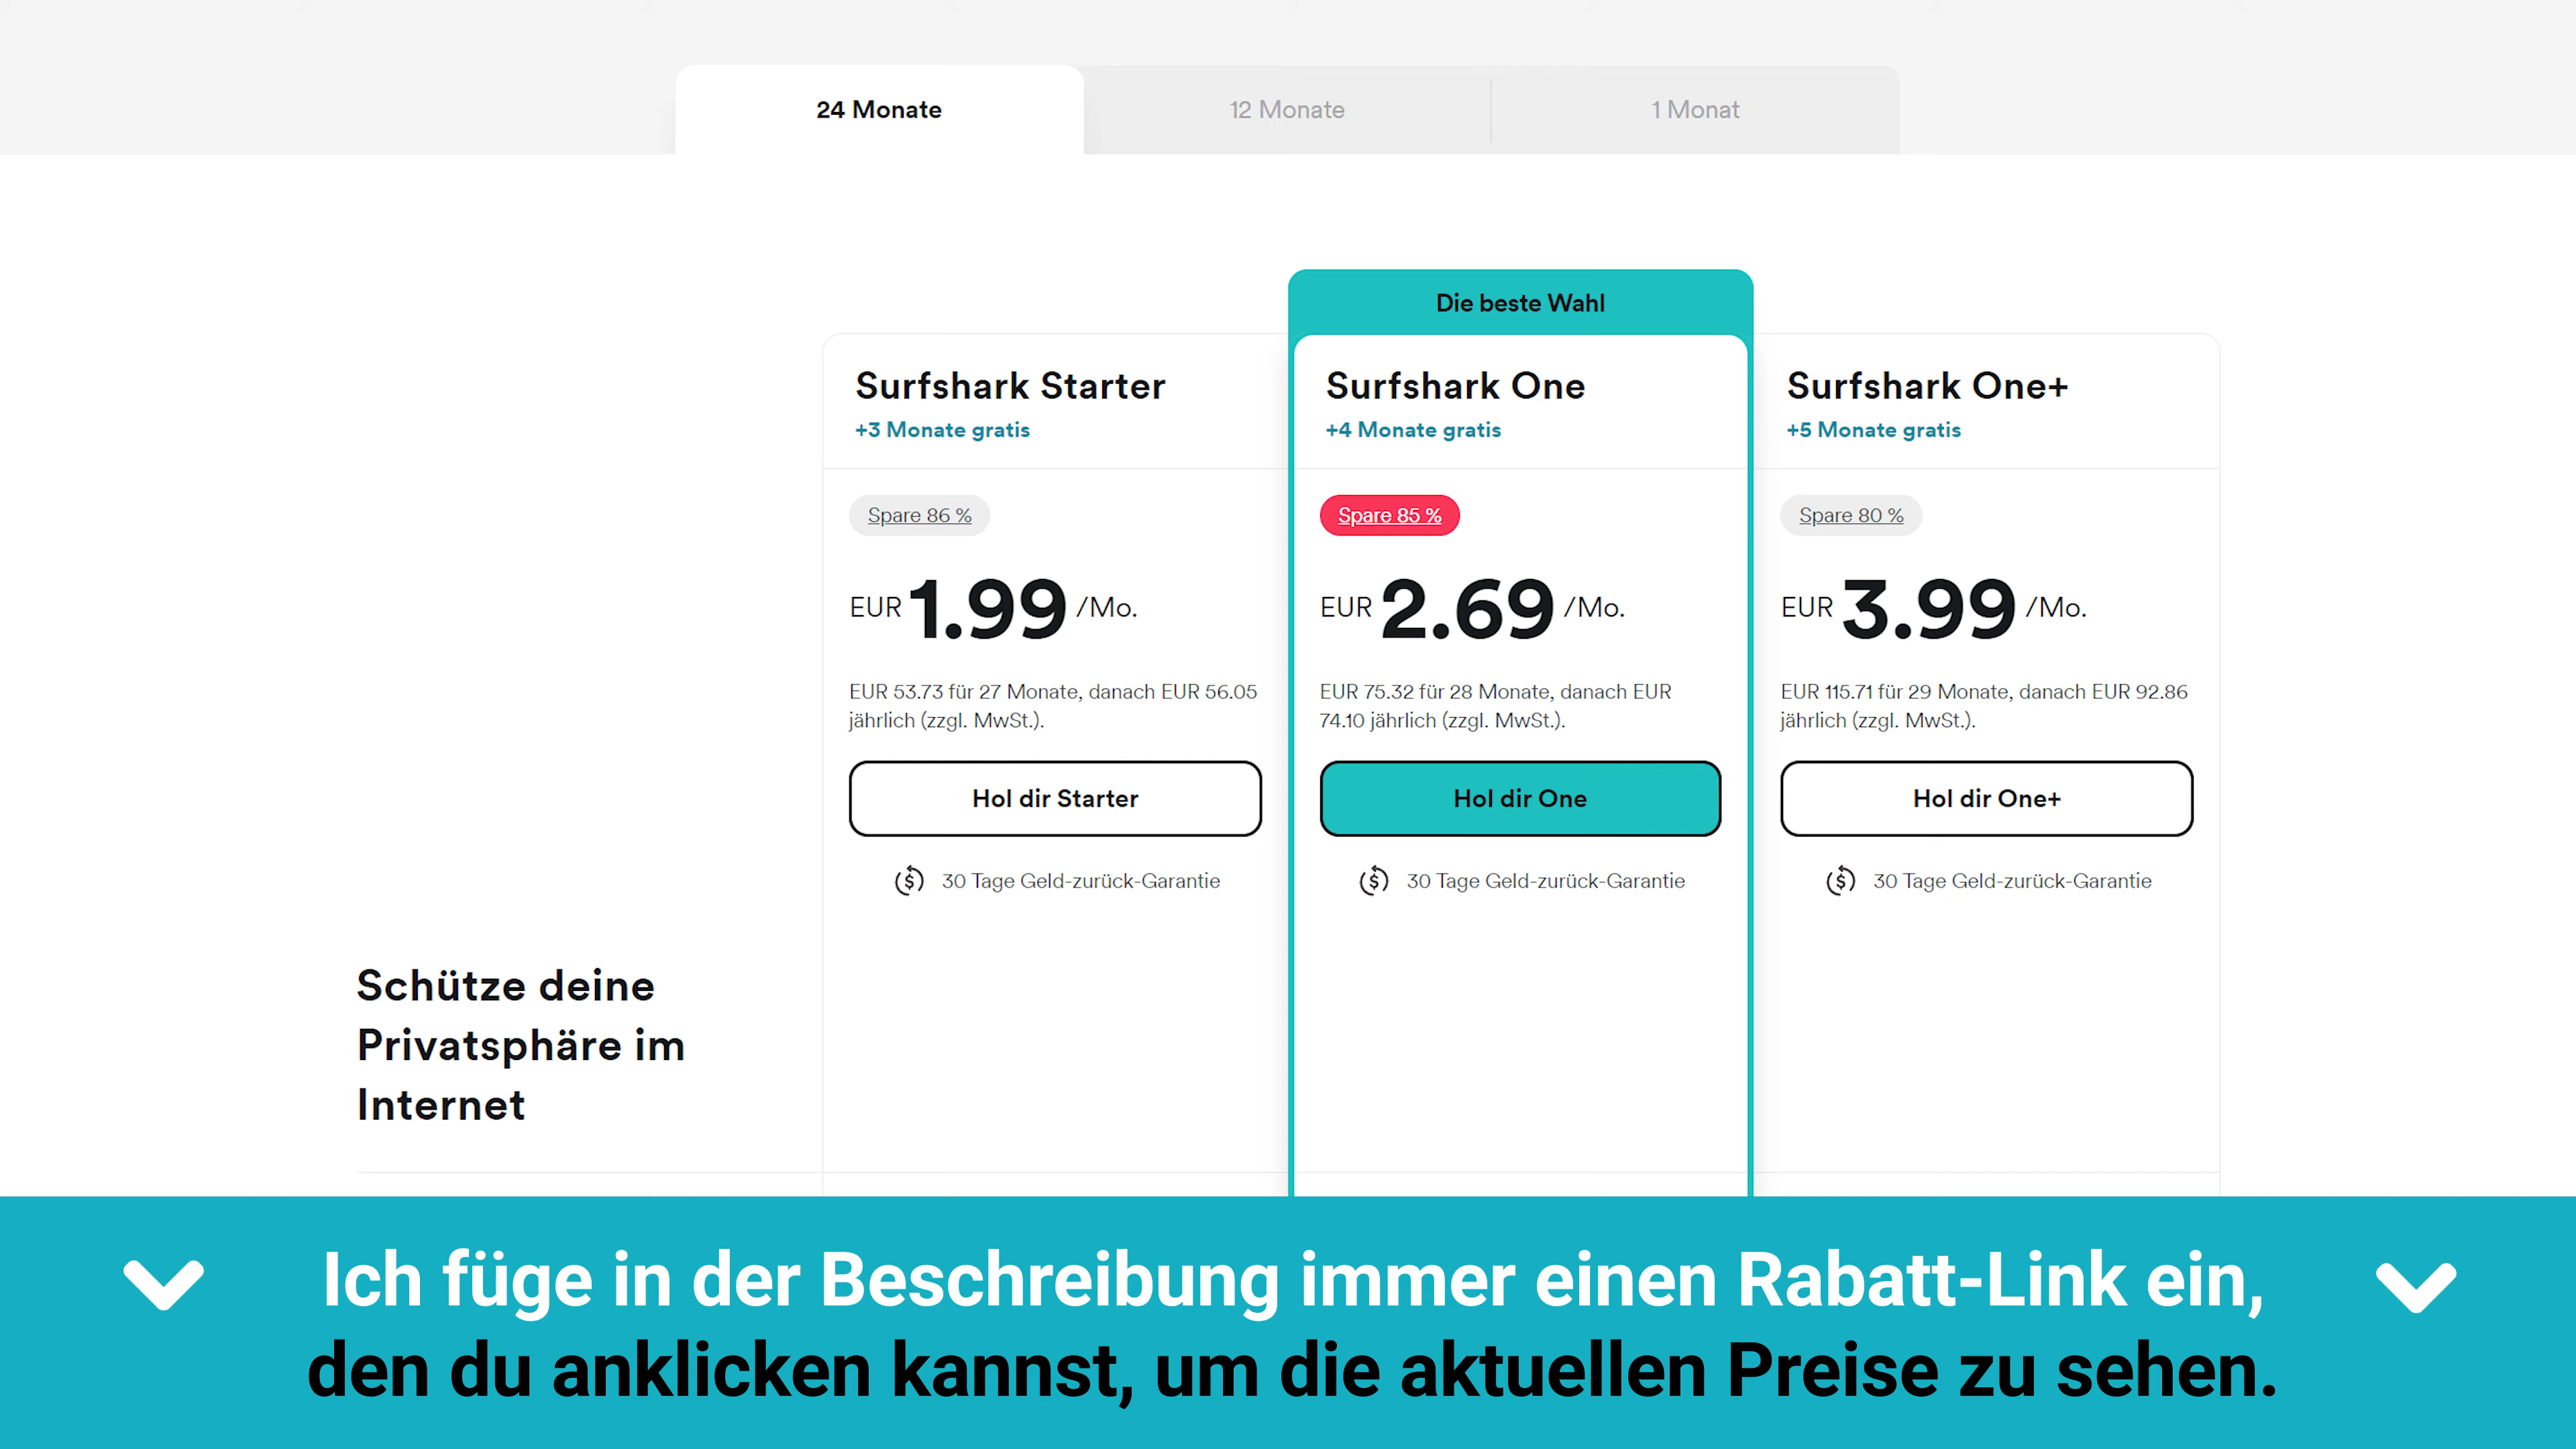 24 Monate
12 Monate
1 Monat
Die beste Wahl
Surfshark Starter
+3 Monate gratis
Spare 86 %
EUR 1.99 /Mo.
EUR 53.73 für 27 Monate, danach EUR 56.05
jährlich (zzgl. MwSt.).
Hol dir Starter
30 Tage Geld-zurück-Garantie
Surfshark One
+4 Monate gratis
Spare 85 %
EUR 2.69 /Mo.
EUR 75.32 für 28 Monate, danach EUR
74.10 jährlich (zzgl. MwSt.).
Hol dir One
30 Tage Geld-zurück-Garantie
Surfshark One+
+5 Monate gratis
Spare 80 %
EUR 3.99 /Mo.
EUR 115.71 für 29 Monate, danach EUR 92.86
jährlich (zzgl. MwSt.).
Hol dir One+
30 Tage Geld-zurück-Garantie
Schütze deine
Privatsphäre im
Internet
Ich füge in der Beschreibung immer einen Rabatt-Link ein,
den du anklicken kannst, um die aktuellen Preise zu sehen.